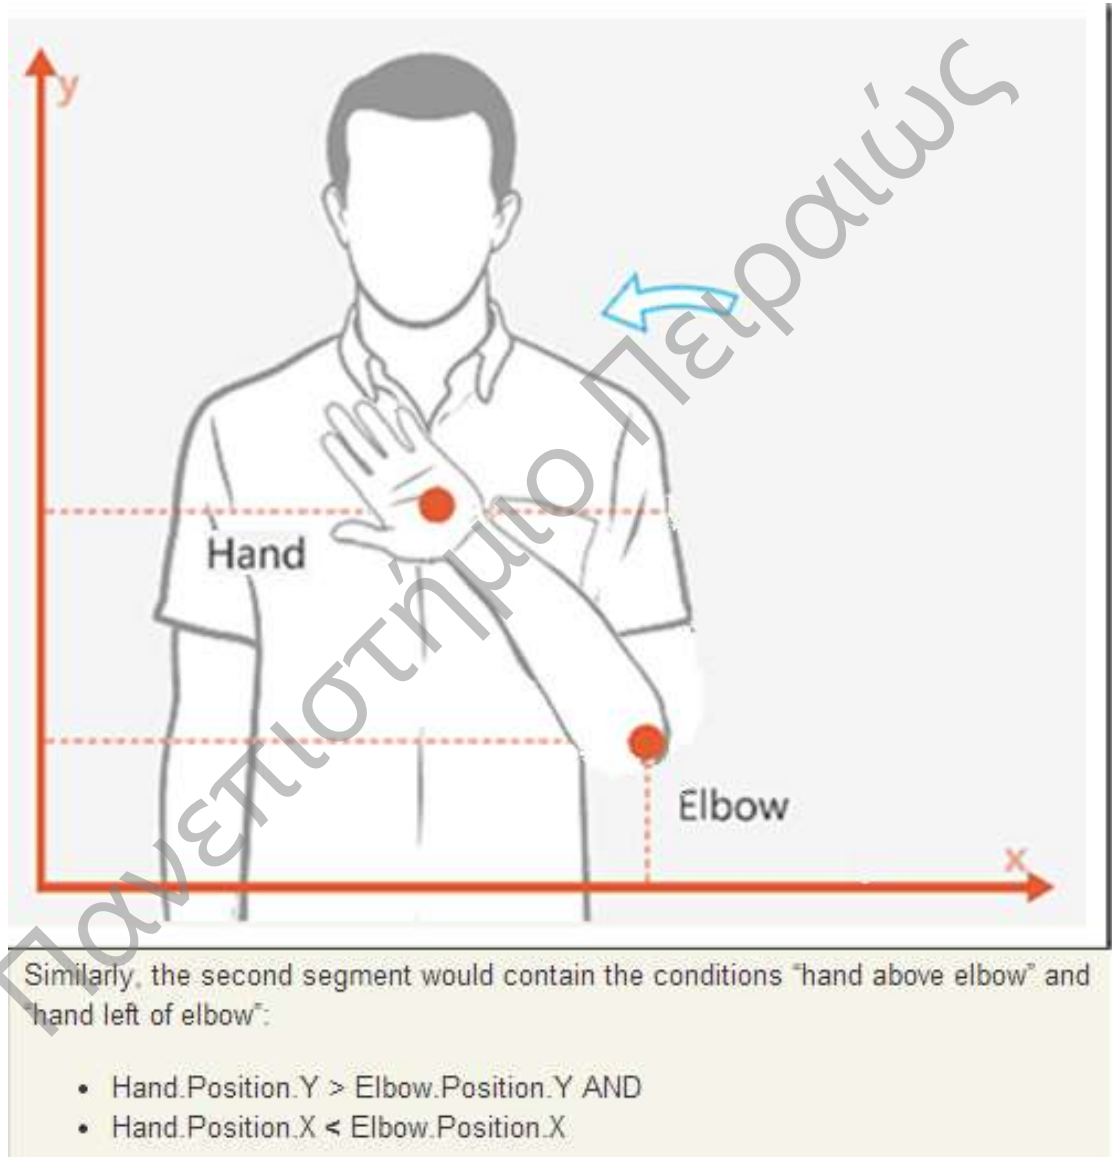 y
Hand
Elbow
x
Πανεπιστήμιο Πειραιώς
Similarly, the second segment would contain the conditions “hand above elbow” and
“hand left of elbow”:
• Hand.Position.Y > Elbow.Position.Y AND
• Hand.Position.X < Elbow.Position.X